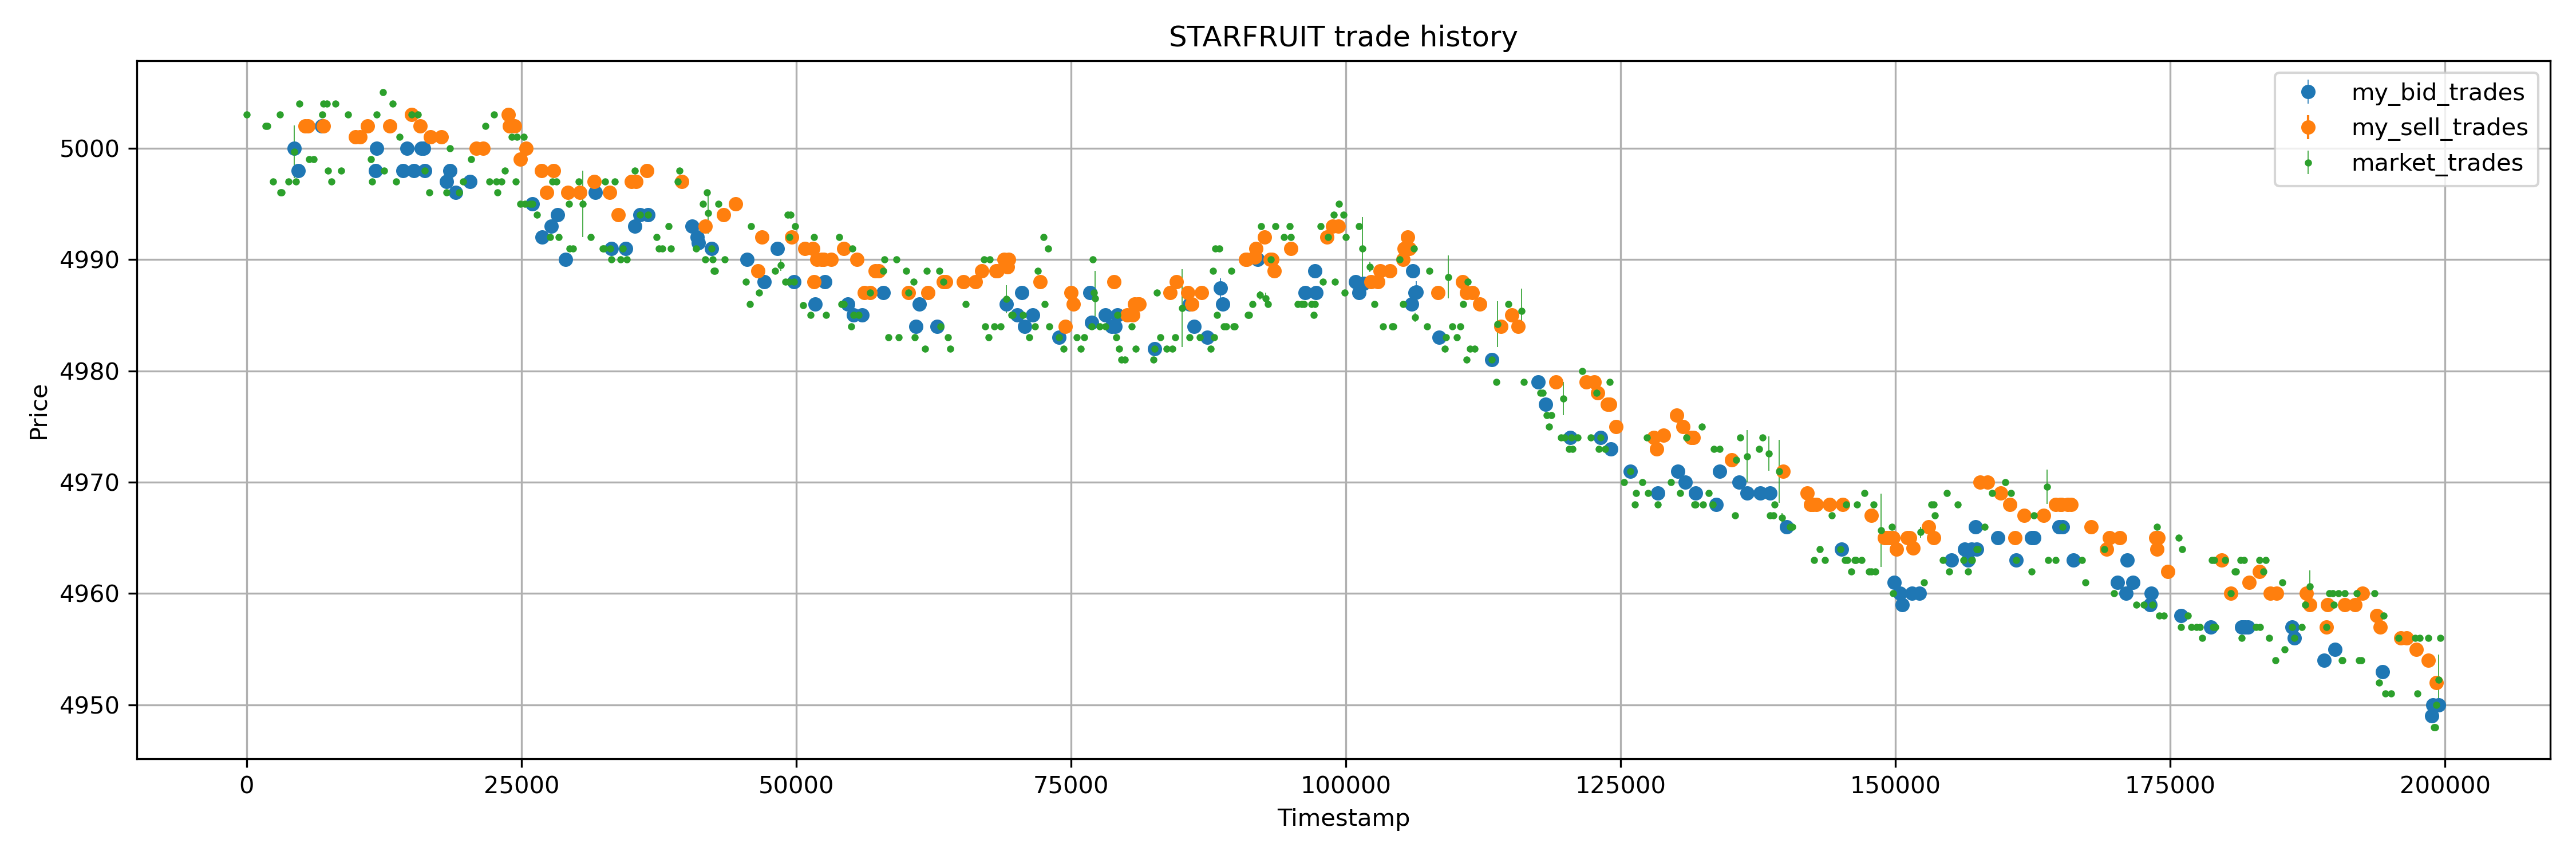 STARFRUIT trade history
my_bid_trades
my_sell_trades
market_trades
Price
5000
4990
4980
4970
4960
4950
0 25000 50000 75000 100000 125000 150000 175000 200000
Timestamp